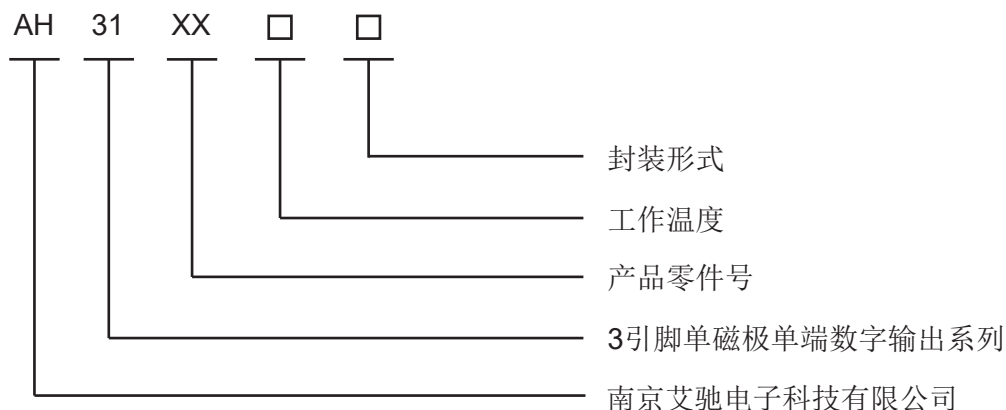 AH 31 XX □ □
封装形式
工作温度
产品零件号
3引脚单磁极单端数字输出系列
南京艾驰电子科技有限公司